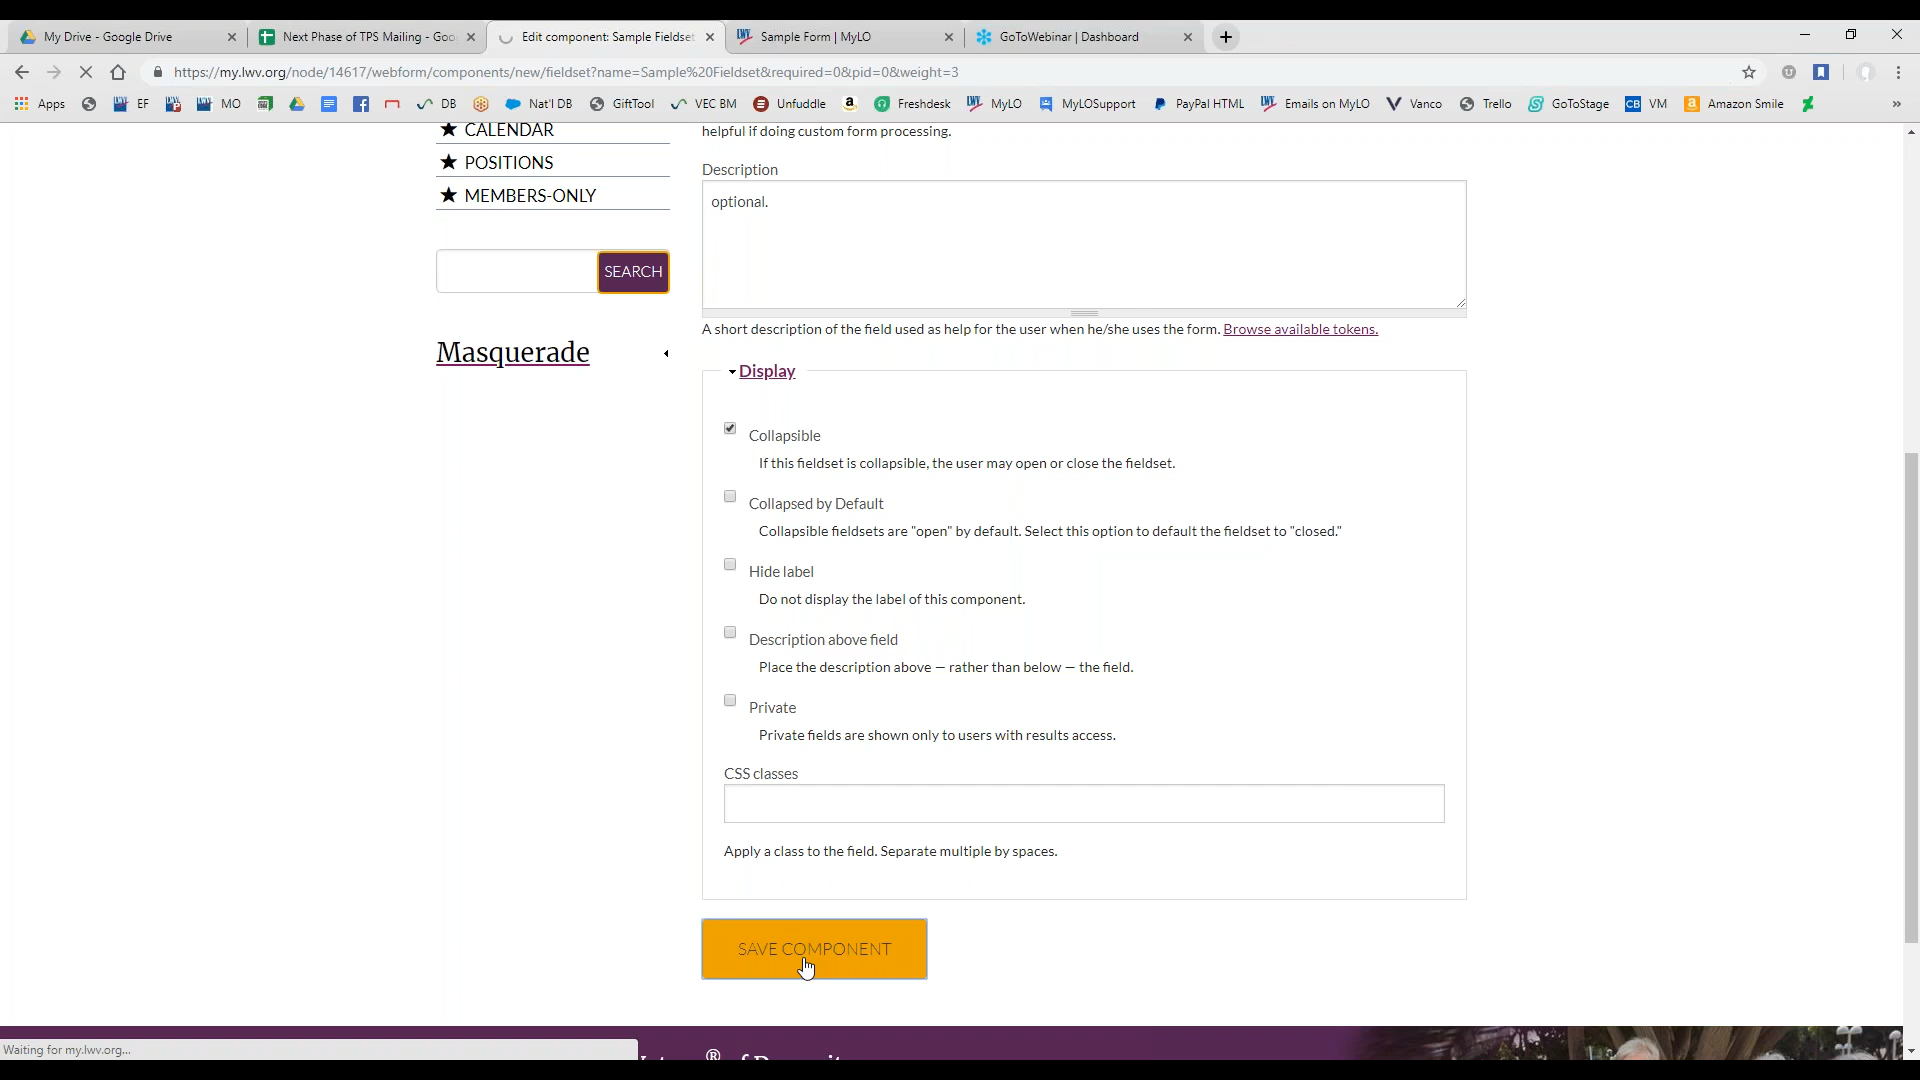 My Drive - Google Drive
Next Phase of TPS Mailing - Goo
Edit component: Sample Fieldset
Sample Form | MyLO
GoToWebinar | Dashboard
https://my.lwv.org/node/14617/webform/components/new/fieldset?name=Sample%20Fieldset&required=0&pid=0&weight=3
Apps EF MO DB Nat'l DB GiftTool VEC BM Unfuddle Freshdesk MyLO MyLOSupport PayPal HTML Emails on MyLO Vanco Trello GoToStage CB VM Amazon Smile »
CALENDAR
POSITIONS
MEMBERS-ONLY
SEARCH
Masquerade
helpful if doing custom form processing.
Description
optional.
A short description of the field used as help for the user when he/she uses the form. Browse available tokens.
Display
Collapsible
If this fieldset is collapsible, the user may open or close the fieldset.
Collapsed by Default
Collapsible fieldsets are "open" by default. Select this option to default the fieldset to "closed."
Hide label
Do not display the label of this component.
Description above field
Place the description above — rather than below — the field.
Private
Private fields are shown only to users with results access.
CSS classes
Apply a class to the field. Separate multiple by spaces.
SAVE COMPONENT
Waiting for my.lwv.org...